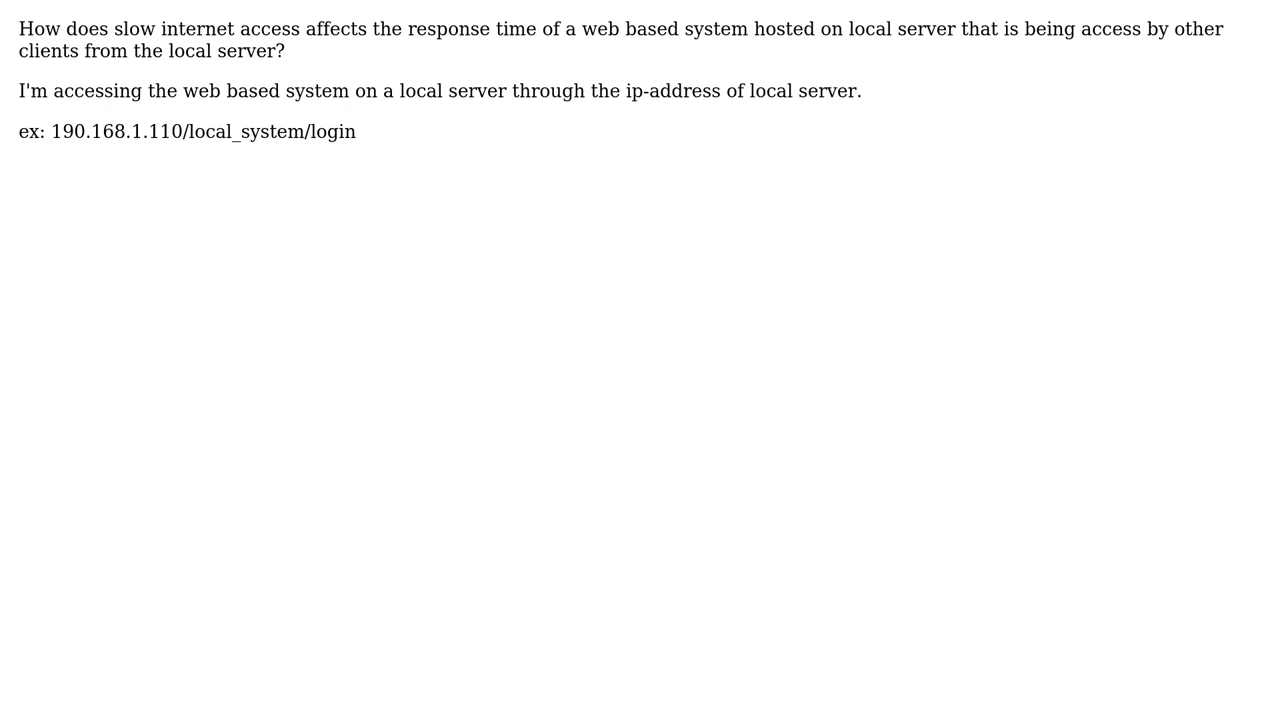 How does slow internet access affects the response time of a web based system hosted on local server that is being access by other
clients from the local server?
I'm accessing the web based system on a local server through the ip-address of local server.
ex: 190.168.1.110/local_system/login